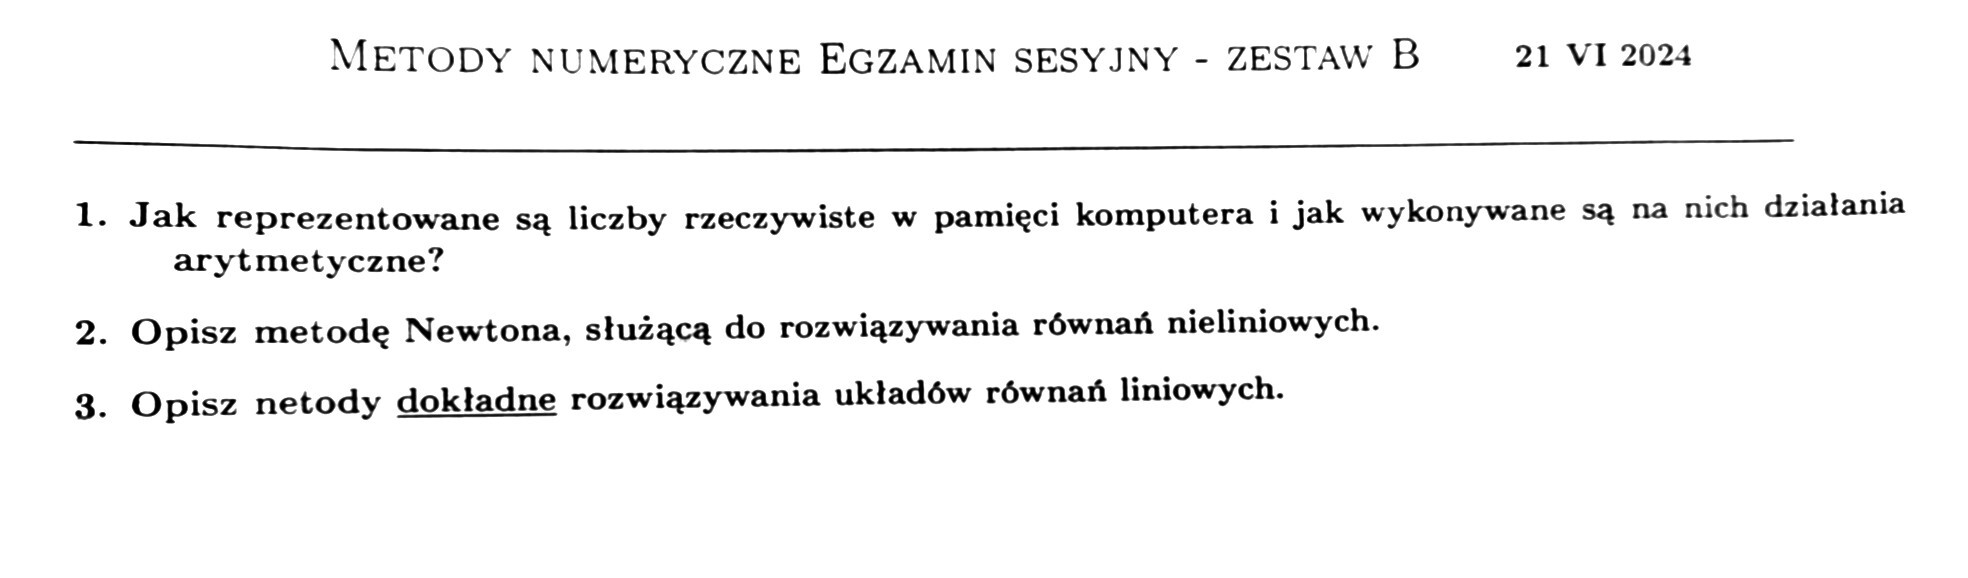 METODY NUMERYCZNE EGZAMIN SESYJNY - ZESTAW B 21 VI 2024
1. Jak reprezentowane są liczby rzeczywiste w pamięci komputera i jak wykonywane są na nich działania
arytmetyczne?
2. Opisz metodę Newtona, służącą do rozwiązywania równań nieliniowych.
3. Opisz netody dokładne rozwiązywania układów równań liniowych.